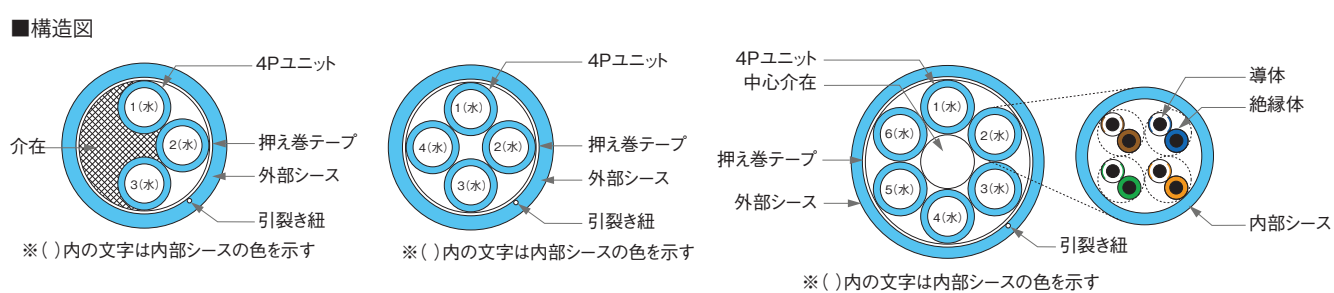 ■構造図
4Pユニット
1(水)
2(水)
3(水)
介在
押え巻テープ
外部シース
引裂き紐
※( )内の文字は内部シースの色を示す
4Pユニット
1(水)
4(水)
2(水)
3(水)
押え巻テープ
外部シース
引裂き紐
※( )内の文字は内部シースの色を示す
4Pユニット
中心介在
1(水)
6(水)
2(水)
5(水)
3(水)
4(水)
押え巻テープ
外部シース
引裂き紐
導体
絶縁体
内部シース
※( )内の文字は内部シースの色を示す